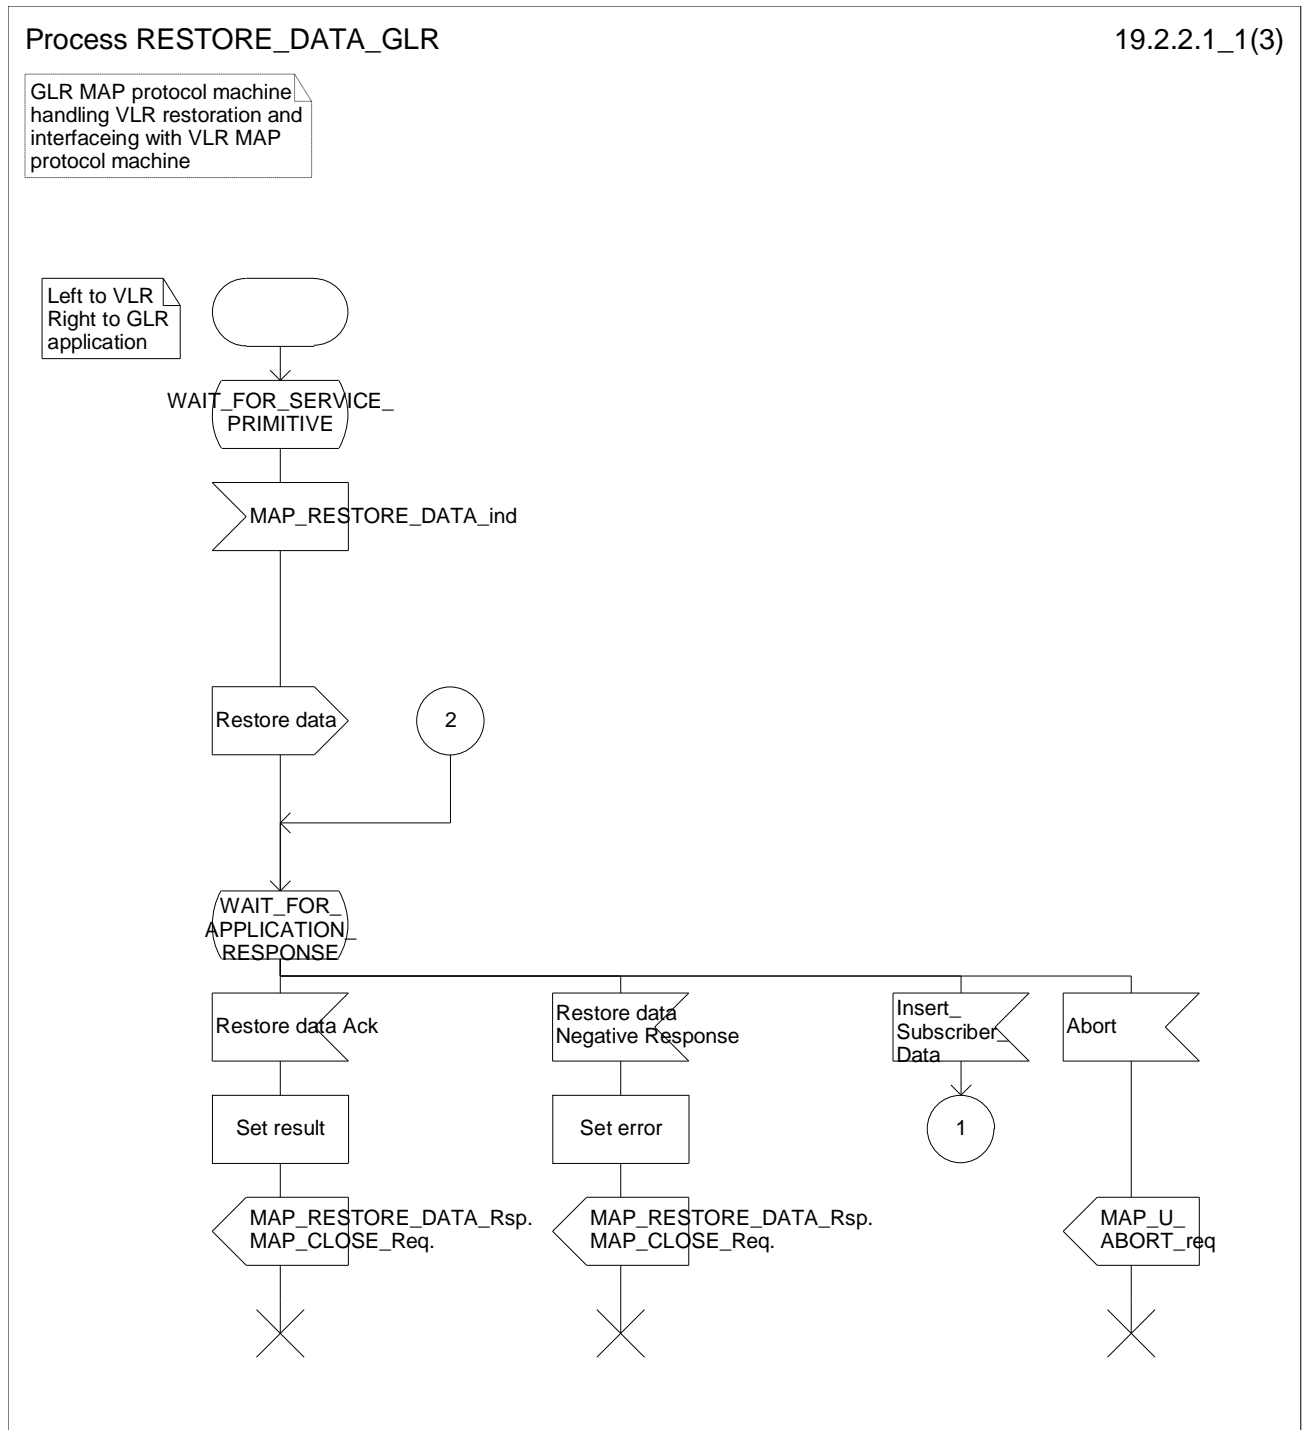 Process RESTORE_DATA_GLR
19.2.2.1_1(3)
GLR MAP protocol machine
handling VLR restoration and
interfaceing with VLR MAP
protocol machine
Left to VLR
Right to GLR
application
WAIT_FOR_SERVICE_
PRIMITIVE
MAP_RESTORE_DATA_ind
Restore data
2
WAIT_FOR_
APPLICATION_
RESPONSE
Restore data Ack
Restore data
Negative Response
Insert_
Subscriber_
Data
Abort
Set result
Set error
1
MAP_RESTORE_DATA_Rsp.
MAP_CLOSE_Req.
MAP_RESTORE_DATA_Rsp.
MAP_CLOSE_Req.
MAP_U_
ABORT_req